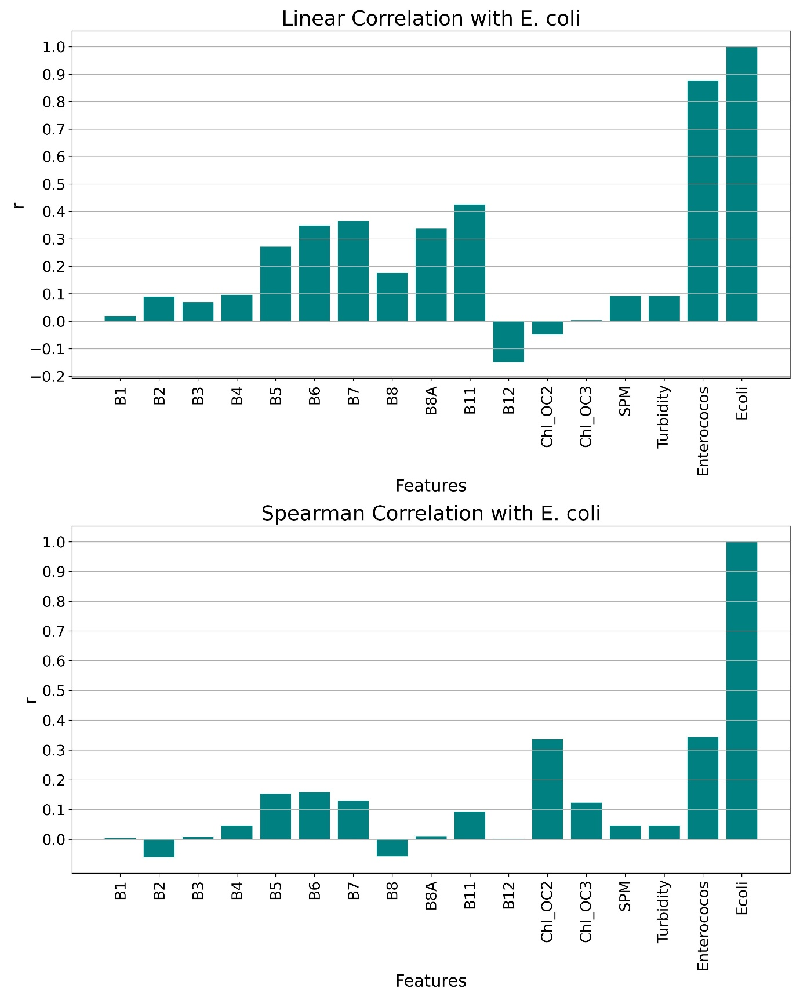 Linear Correlation with E. coli
1.0
0.9
0.8
0.7
0.6
0.5
0.4
0.3
0.2
0.1
0.0
−0.1
−0.2
r
B1
B2
B3
B4
B5
B6
B7
B8
B8A
B11
B12
Chl_OC2
Chl_OC3
SPM
Turbidity
Enterococos
Ecoli
Features
Spearman Correlation with E. coli
1.0
0.9
0.8
0.7
0.6
0.5
0.4
0.3
0.2
0.1
0.0
r
B1
B2
B3
B4
B5
B6
B7
B8
B8A
B11
B12
Chl_OC2
Chl_OC3
SPM
Turbidity
Enterococos
Ecoli
Features